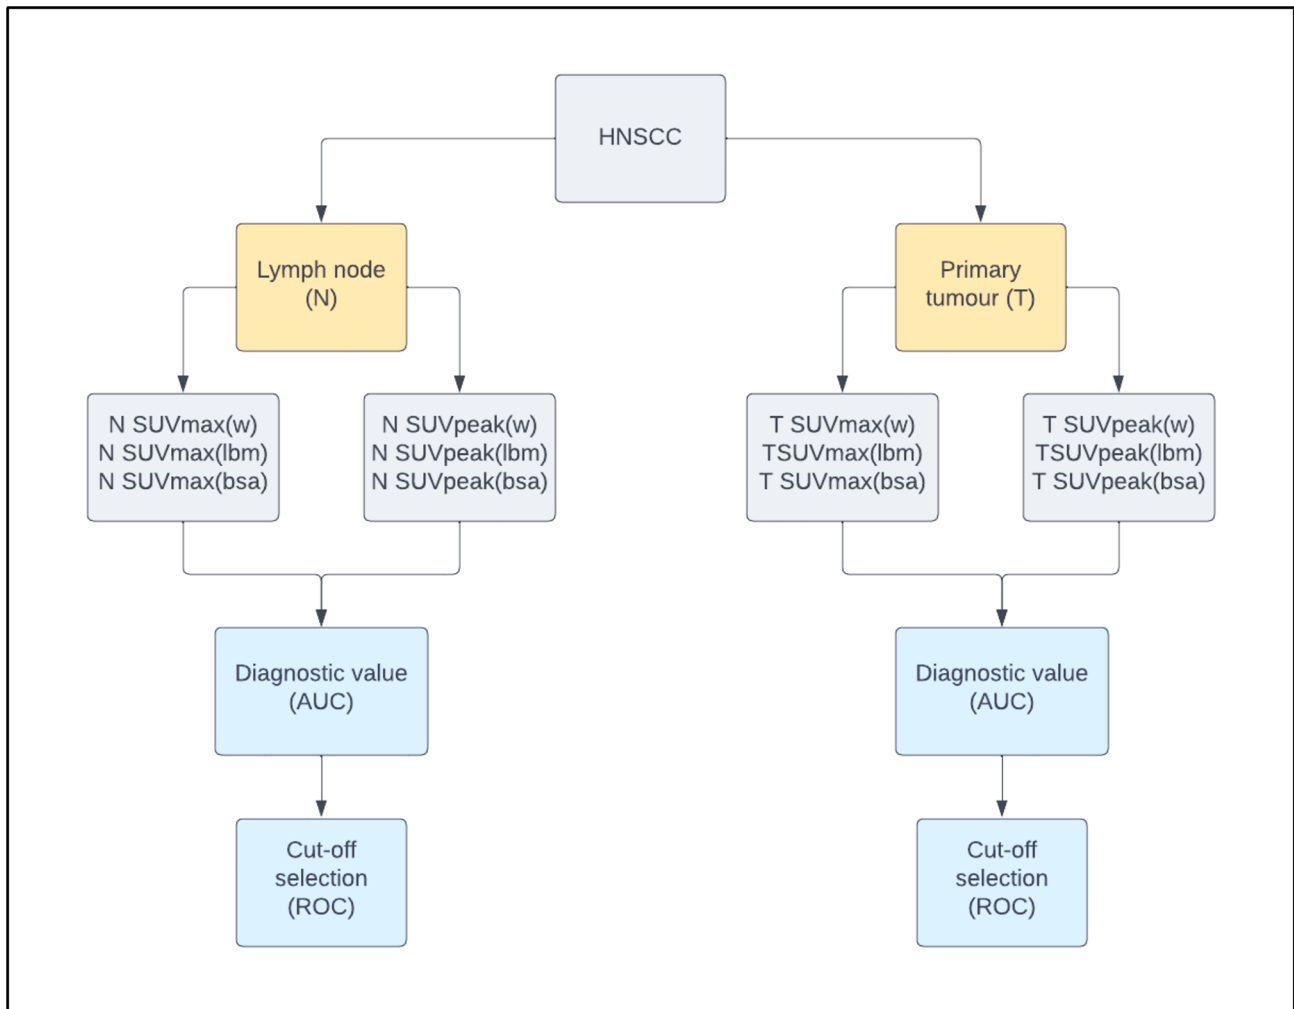 HNSCC
Lymph node
(N)
Primary
tumour (T)
N SUVmax(w)
N SUVmax(lbm)
N SUVmax(bsa)
N SUVpeak(w)
N SUVpeak(lbm)
N SUVpeak(bsa)
T SUVmax(w)
TSUVmax(lbm)
T SUVmax(bsa)
T SUVpeak(w)
TSUVpeak(lbm)
T SUVpeak(bsa)
Diagnostic value
(AUC)
Diagnostic value
(AUC)
Cut-off
selection
(ROC)
Cut-off
selection
(ROC)